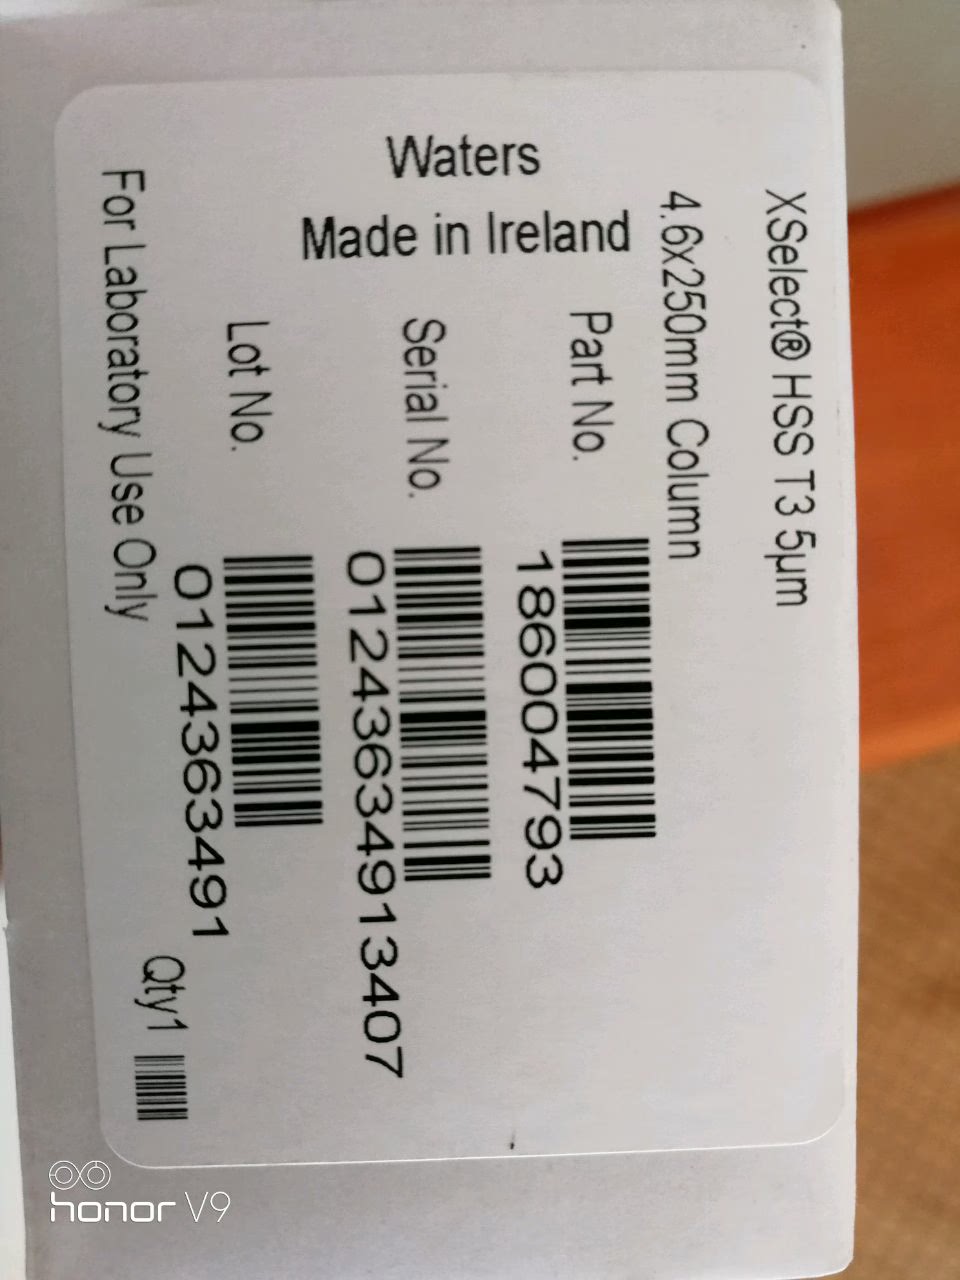 XSelect® HSS T3 5µm
4.6x250mm Column
Part No.
186004793
Serial No.
01243634913407
Lot No.
0124363491
For Laboratory Use Only
Qty1
Waters
Made in Ireland
honor V9